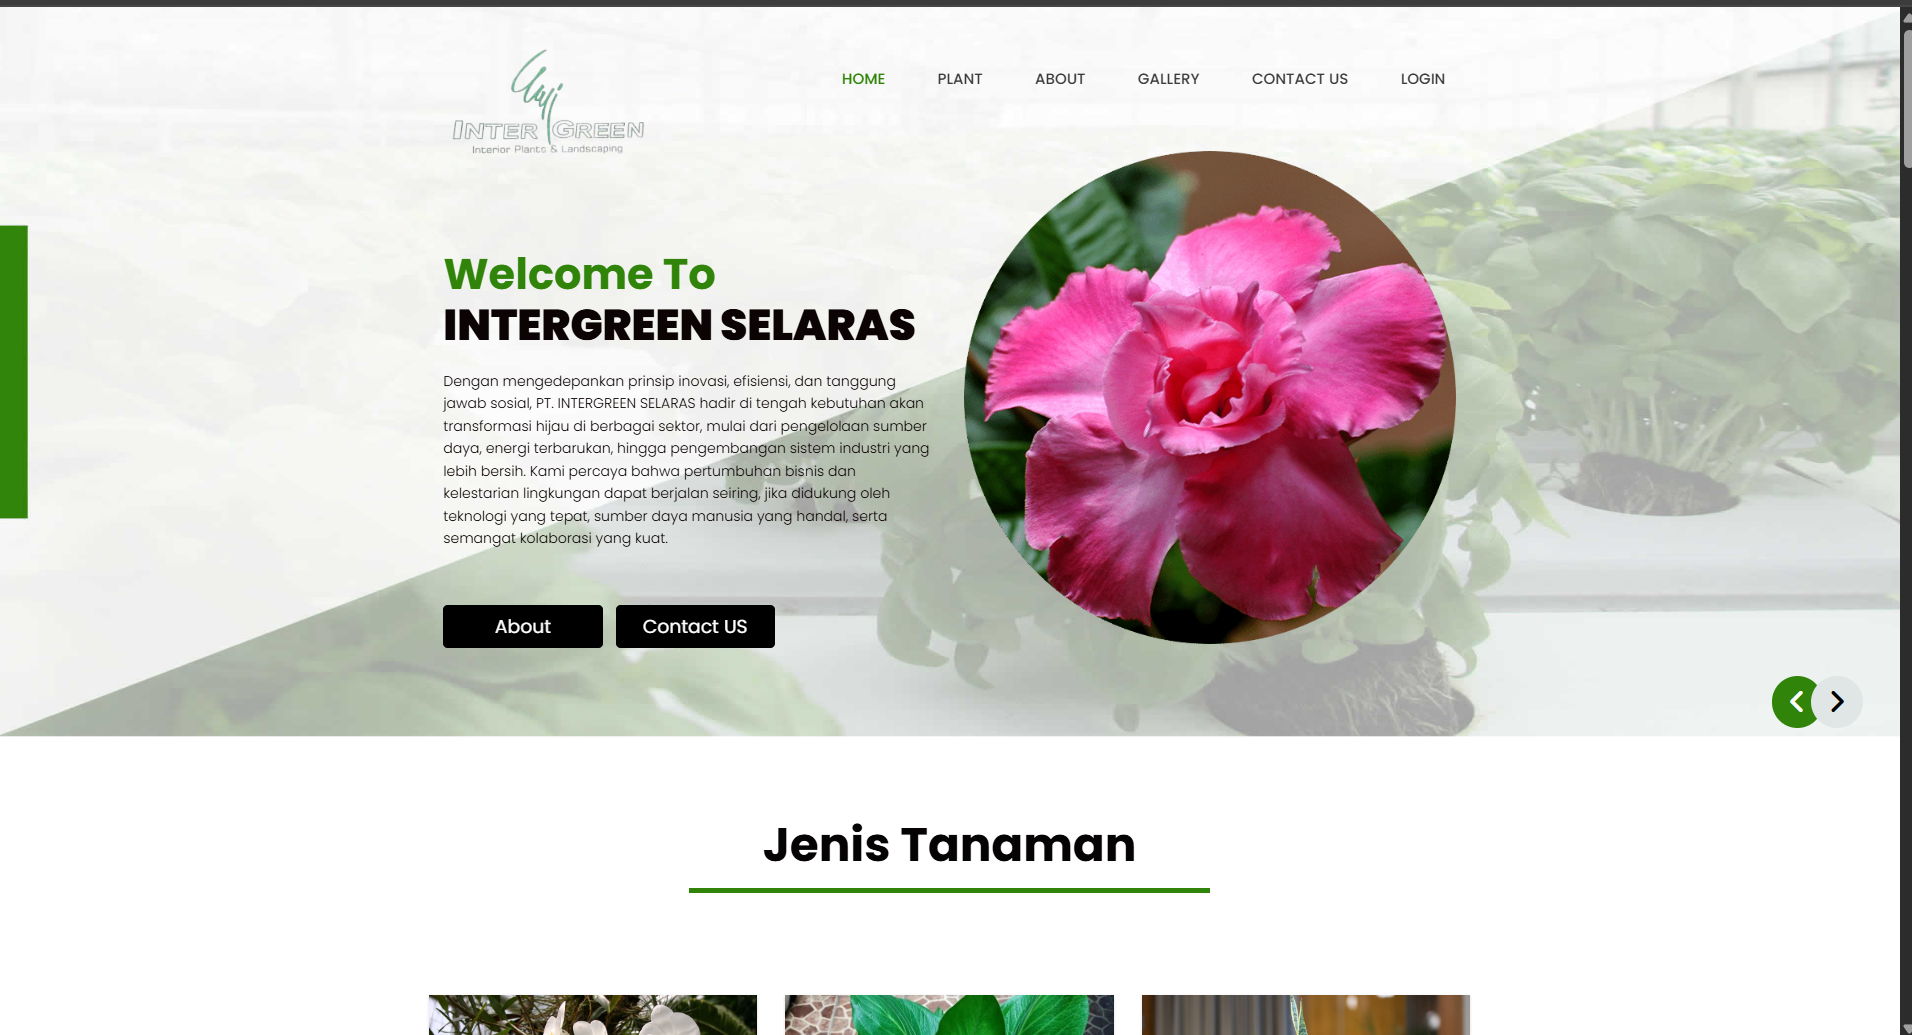 INTER GREEN
Interior Plants & Landscaping
HOME PLANT ABOUT GALLERY CONTACT US LOGIN
Welcome To
INTERGREEN SELARAS
Dengan mengedepankan prinsip inovasi, efisiensi, dan tanggung
jawab sosial, PT. INTERGREEN SELARAS hadir di tengah kebutuhan akan
transformasi hijau di berbagai sektor, mulai dari pengelolaan sumber
daya, energi terbarukan, hingga pengembangan sistem industri yang
lebih bersih. Kami percaya bahwa pertumbuhan bisnis dan
kelestarian lingkungan dapat berjalan seiring, jika didukung oleh
teknologi yang tepat, sumber daya manusia yang handal, serta
semangat kolaborasi yang kuat.
About Contact US
Jenis Tanaman